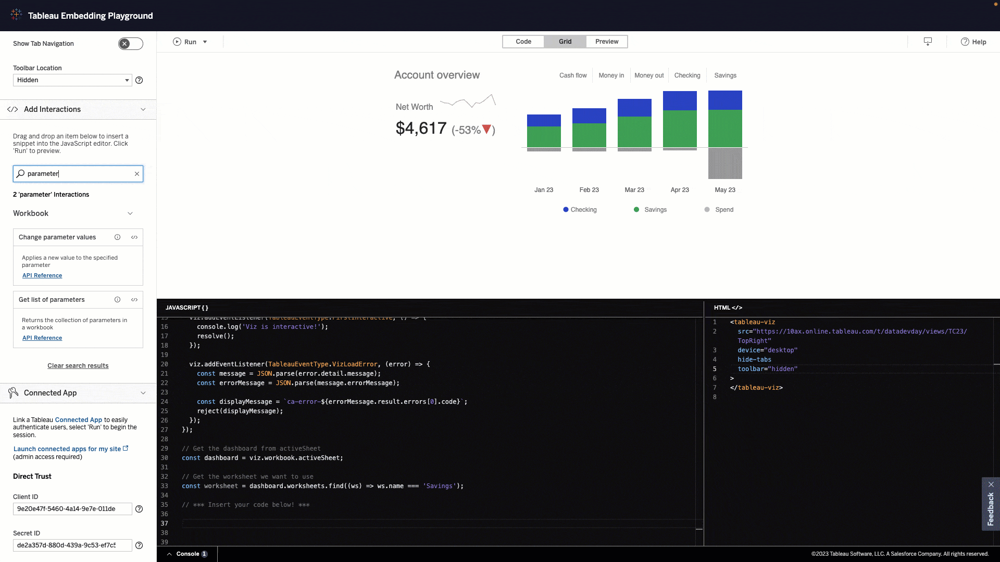 Tableau Embedding Playground
Show Tab Navigation
Toolbar Location
Hidden
Add Interactions
Drag and drop an item below to insert a
snippet into the JavaScript editor. Click
'Run' to preview.
parameter
2 'parameter' Interactions
Workbook
Change parameter values
Applies a new value to the specified
parameter
API Reference
Get list of parameters
Returns the collection of parameters in
a workbook
API Reference
Clear search results
Connected App
Link a Tableau Connected App to easily
authenticate users, select 'Run' to begin the
session.
Launch connected apps for my site
(admin access required)
Direct Trust
Client ID
9e20e47f-5460-4a14-9e7e-011de
Secret ID
de2a357d-880d-439a-9c53-ef7c5
Run
Code Grid Preview
Help
Account overview
Net Worth
$4,617 (-53%▼)
Cash flow Money in Money out Checking Savings
Jan 23 Feb 23 Mar 23 Apr 23 May 23
Checking Savings Spend
JAVASCRIPT { }
15 viz.addEventListener(TableauEventType.FirstInteractive, () => {
16 console.log('Viz is interactive!');
17 resolve();
18 });
19
20 viz.addEventListener(TableauEventType.VizLoadError, (error) => {
21 const message = JSON.parse(error.detail.message);
22 const errorMessage = JSON.parse(message.errorMessage);
23
24 const displayMessage = `ca-error-${errorMessage.result.errors[0].code}`;
25 reject(displayMessage);
26 });
27 });
28
29 // Get the dashboard from activeSheet
30 const dashboard = viz.workbook.activeSheet;
31
32 // Get the worksheet we want to use
33 const worksheet = dashboard.worksheets.find((ws) => ws.name === 'Savings');
34
35 // *** Insert your code below! ***
36
37
38
39
HTML </>
1 <tableau-viz
2 src="https://10ax.online.tableau.com/t/datadevday/views/TC23/
TopRight"
3 device="desktop"
4 hide-tabs
5 toolbar="hidden"
6 >
7 </tableau-viz>
8
Feedback
Console 1
©2023 Tableau Software, LLC. A Salesforce Company. All rights reserved.